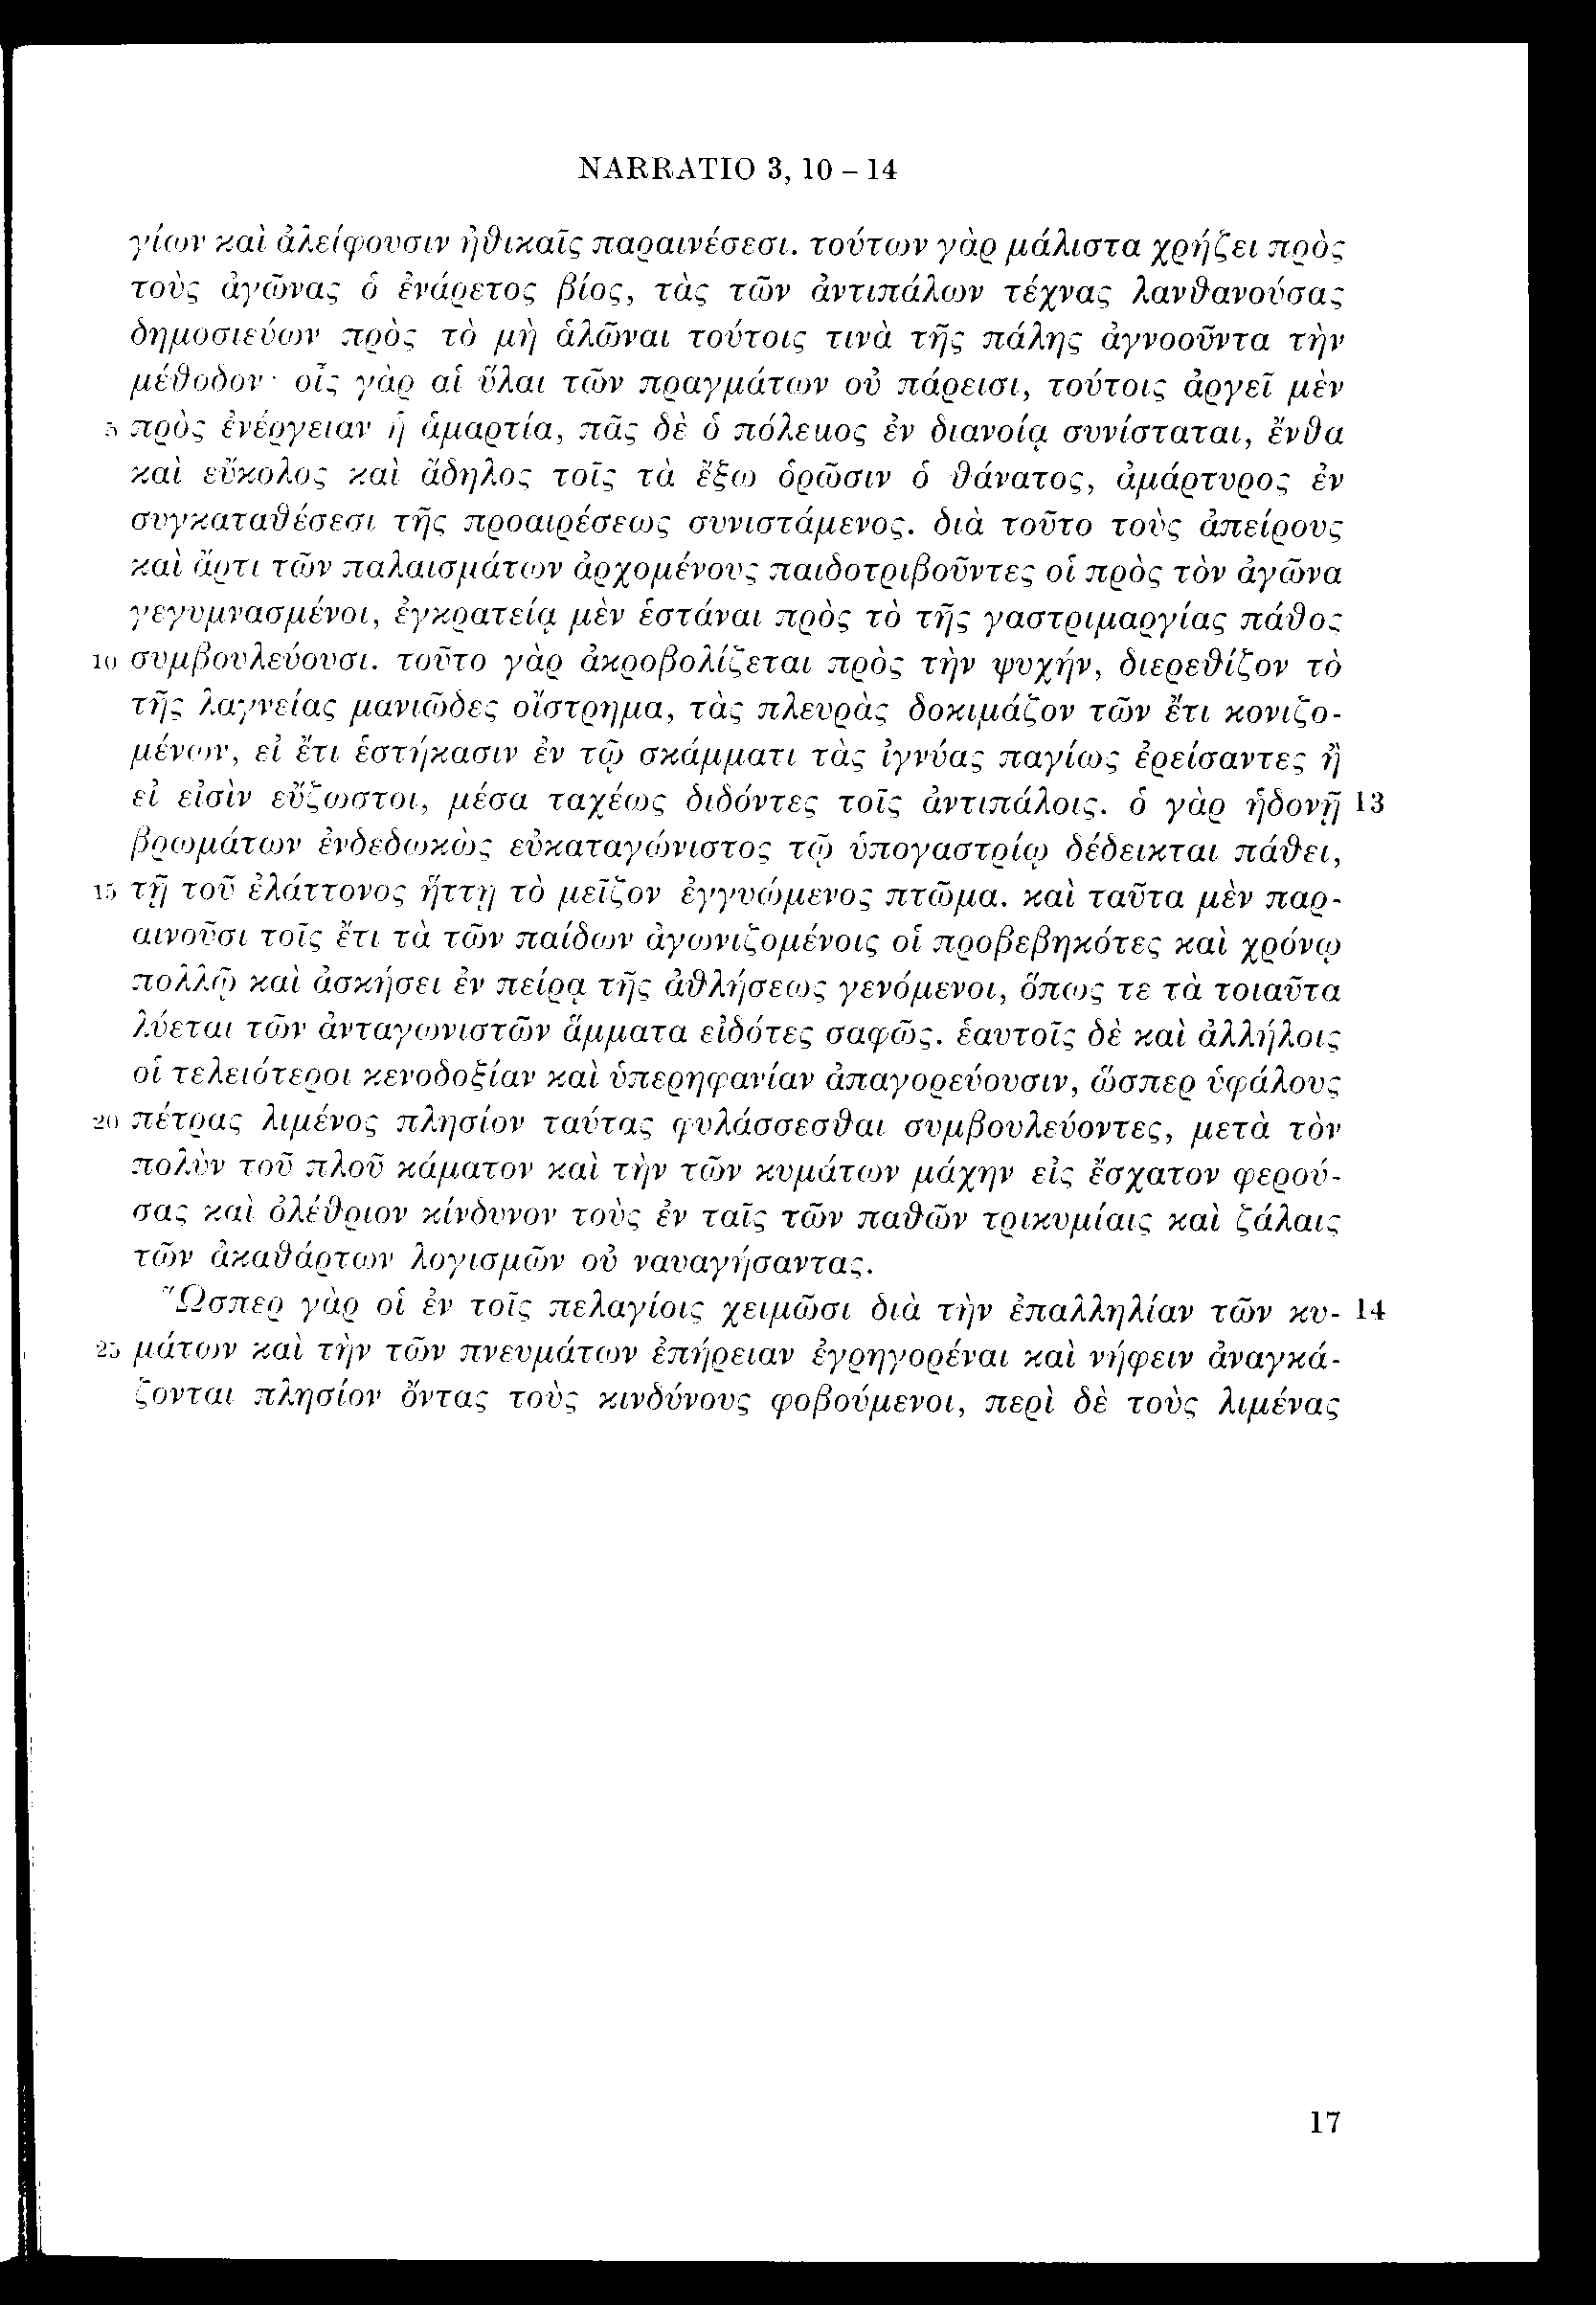 NARRATIO 3, 10 – 14
γίων καὶ ἀλείφουσιν ἠθικαῖς παραινέσεσι. τούτων γὰρ μάλιστα χρῄζει πρὸς
τοὺς ἀγῶνας ὁ ἐνάρετος βίος, τὰς τῶν ἀντιπάλων τέχνας λανθανούσας
δημοσιεύων πρὸς τὸ μὴ ἁλῶναι τούτοις τινὰ τῆς πάλης ἀγνοοῦντα τὴν
μέθοδον· οἷς γὰρ αἱ ὗλαι τῶν πραγμάτων οὐ πάρεισι, τούτοις ἀργεῖ μὲν
5 πρὸς ἐνέργειαν ἡ ἁμαρτία, πᾶς δὲ ὁ πόλεμος ἐν διανοίᾳ συνίσταται, ἔνθα
καὶ εὔκολος καὶ ἄδηλος τοῖς τὰ ἔξω ὁρῶσιν ὁ θάνατος, ἀμάρτυρος ἐν
συγκαταθέσεσι τῆς προαιρέσεως συνιστάμενος. διὰ τοῦτο τοὺς ἀπείρους
καὶ ἄρτι τῶν παλαισμάτων ἀρχομένους παιδοτριβοῦντες οἱ πρὸς τὸν ἀγῶνα
γεγυμνασμένοι, ἐγκρατείᾳ μὲν ἑστάναι πρὸς τὸ τῆς γαστριμαργίας πάθος
10 συμβουλεύουσι. τοῦτο γὰρ ἀκροβολίζεται πρὸς τὴν ψυχήν, διερεθίζον τὸ
τῆς λαγνείας μανιῶδες οἴστρημα, τὰς πλευρὰς δοκιμάζον τῶν ἔτι κονιζο-
μένων, εἰ ἔτι ἑστήκασιν ἐν τῷ σκάμματι τὰς ἰγνύας παγίως ἐρείσαντες ἢ
εἰ εἰσὶν εὔζωστοι, μέσα ταχέως διδόντες τοῖς ἀντιπάλοις. ὁ γὰρ ἡδονῇ 13
βρωμάτων ἐνδεδωκὼς εὐκαταγώνιστος τῷ ὑπογαστρίῳ δέδεικται πάθει,
15 τῇ τοῦ ἐλάττονος ἥττῃ τὸ μεῖζον ἐγγυώμενος πτῶμα. καὶ ταῦτα μὲν παρ-
αινοῦσι τοῖς ἔτι τὰ τῶν παίδων ἀγωνιζομένοις οἱ προβεβηκότες καὶ χρόνῳ
πολλῷ καὶ ἀσκήσει ἐν πείρᾳ τῆς ἀθλήσεως γενόμενοι, ὅπως τε τὰ τοιαῦτα
λύεται τῶν ἀνταγωνιστῶν ἅμματα εἰδότες σαφῶς. ἑαυτοῖς δὲ καὶ ἀλλήλοις
οἱ τελειότεροι κενοδοξίαν καὶ ὑπερηφανίαν ἀπαγορεύουσιν, ὥσπερ ὑφάλους
20 πέτρας λιμένος πλησίον ταύτας φυλάσσεσθαι συμβουλεύοντες, μετὰ τὸν
πολὺν τοῦ πλοῦ κάματον καὶ τὴν τῶν κυμάτων μάχην εἰς ἔσχατον φερού-
σας καὶ ὀλέθριον κίνδυνον τοὺς ἐν ταῖς τῶν παθῶν τρικυμίαις καὶ ζάλαις
τῶν ἀκαθάρτων λογισμῶν οὐ ναυαγήσαντας.
Ὥσπερ γὰρ οἱ ἐν τοῖς πελαγίοις χειμῶσι διὰ τὴν ἐπαλληλίαν τῶν κυ- 14
25 μάτων καὶ τὴν τῶν πνευμάτων ἐπήρειαν ἐγρηγορέναι καὶ νήφειν ἀναγκά-
ζονται πλησίον ὄντας τοὺς κινδύνους φοβούμενοι, περὶ δὲ τοὺς λιμένας
17